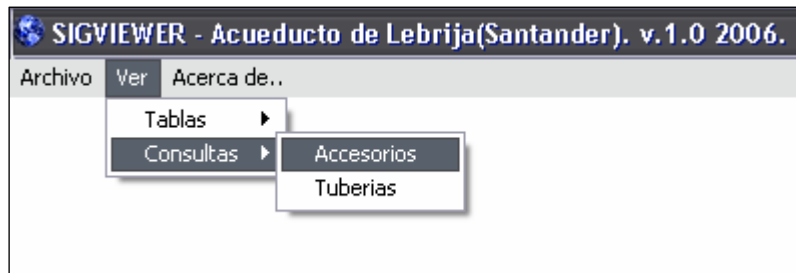 SIGVIEWER - Acueducto de Lebrija(Santander). v.1.0 2006.
Archivo Ver Acerca de..
Tablas
Consultas Accesorios
Tuberias